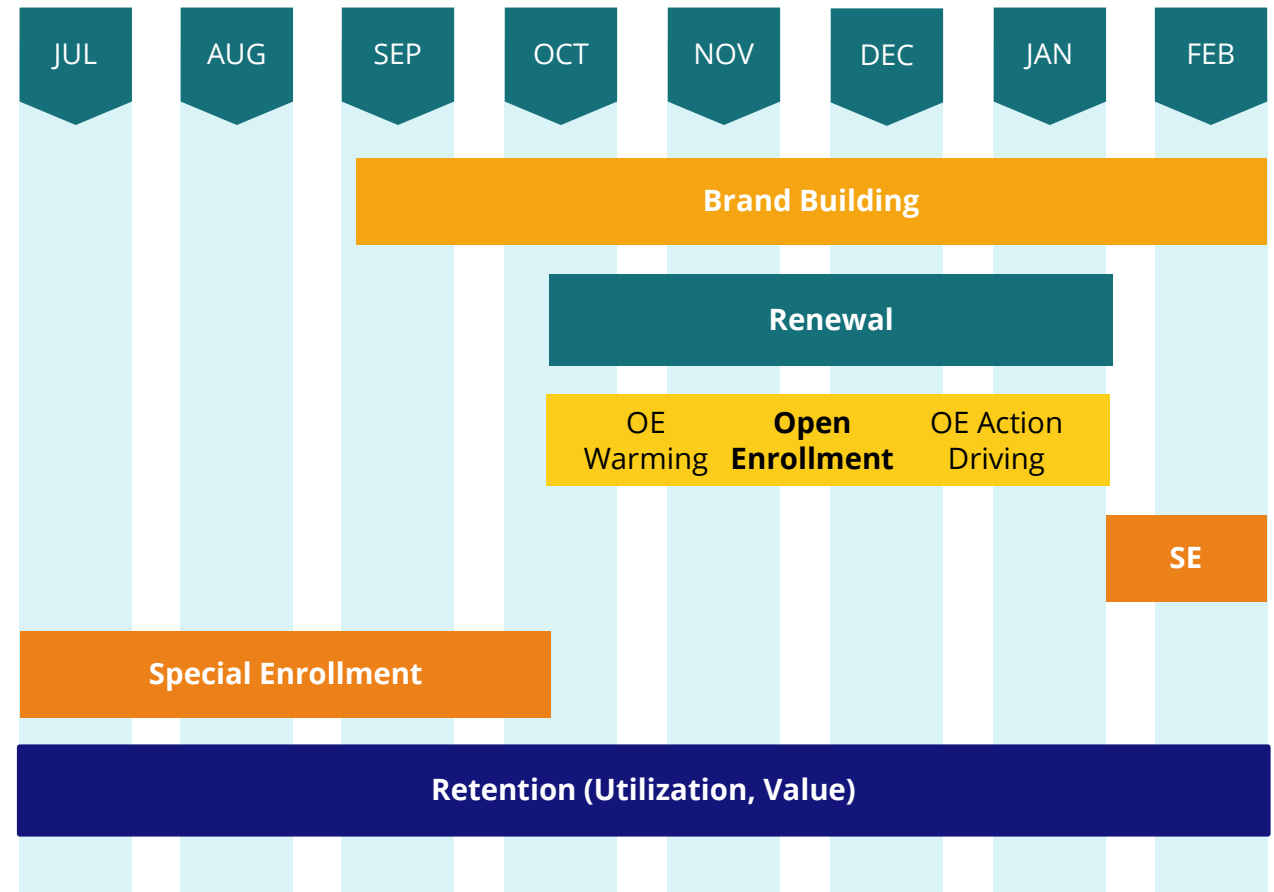 JUL
AUG
SEP
OCT
NOV
DEC
JAN
FEB
Brand Building
Renewal
OE
Warming
Open
Enrollment
OE Action
Driving
SE
Special Enrollment
Retention (Utilization, Value)